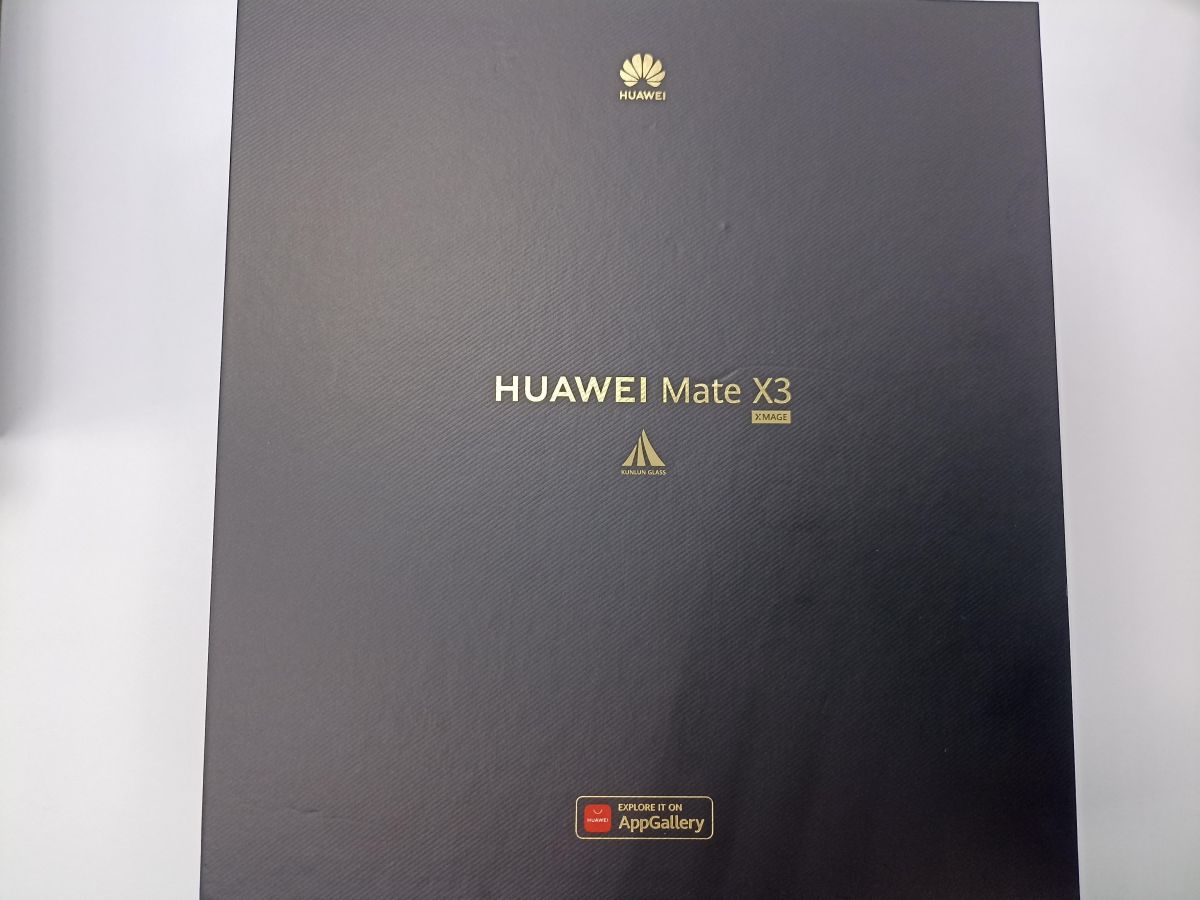 HUAWEI
HUAWEI Mate X3
XMAGE
KUNLUN GLASS
EXPLORE IT ON
HUAWEI AppGallery